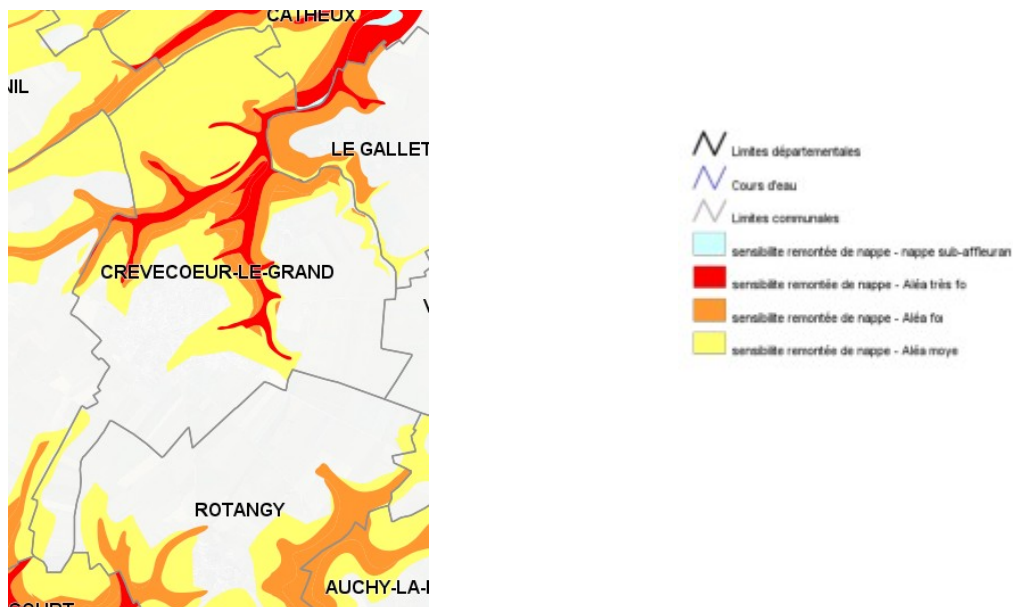 CATHEUX
NIL
LE GALLET
CREVECOEUR-LE-GRAND
V
ROTANGY
AUCHY-LA-
COURT
Limites départementales
Cours d'eau
Limites communales
sensibilite remontée de nappe - nappe sub-affleuran
sensibilite remontée de nappe - Aléa très fo
sensibilite remontée de nappe - Aléa foi
sensibilite remontée de nappe - Aléa moye